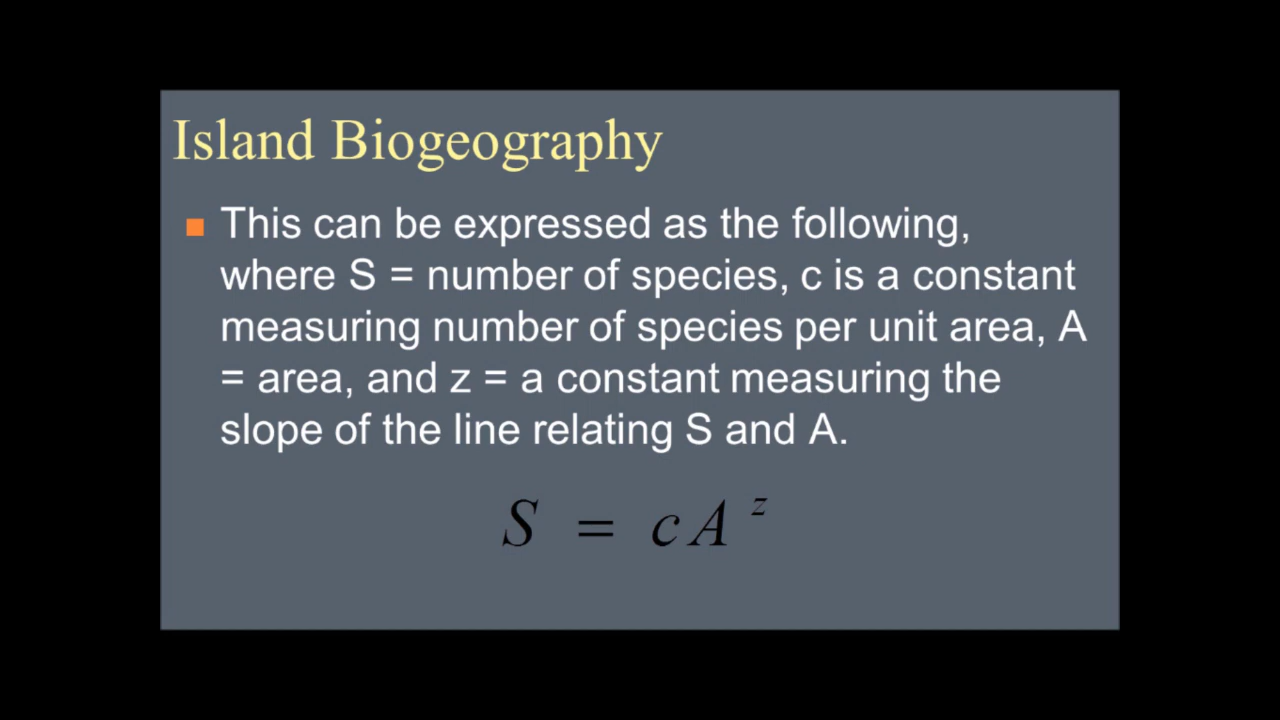 Island Biogeography
■ This can be expressed as the following,
where S = number of species, c is a constant
measuring number of species per unit area, A
= area, and z = a constant measuring the
slope of the line relating S and A.
S = cA^z